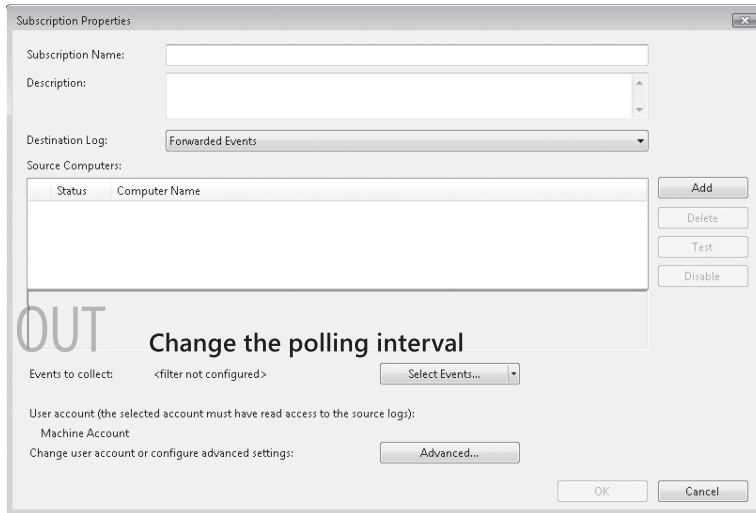 Subscription Properties
Subscription Name:
Description:
Destination Log: Forwarded Events
Source Computers:
Status Computer Name
Add
Delete
Test
Disable
OUT Change the polling interval
Events to collect: <filter not configured> Select Events...
User account (the selected account must have read access to the source logs):
Machine Account
Change user account or configure advanced settings: Advanced...
OK Cancel